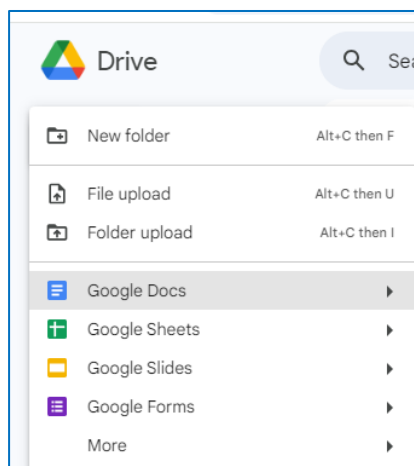 Drive
Sea
New folder Alt+C then F
File upload Alt+C then U
Folder upload Alt+C then I
Google Docs
Google Sheets
Google Slides
Google Forms
More